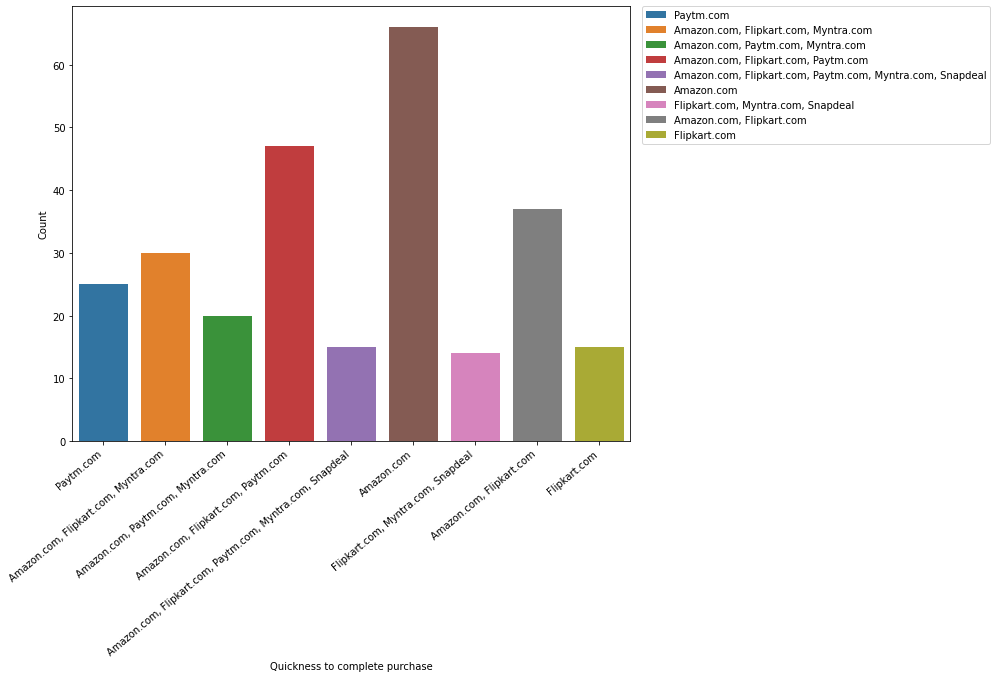 Paytm.com
Amazon.com, Flipkart.com, Myntra.com
Amazon.com, Paytm.com, Myntra.com
Amazon.com, Flipkart.com, Paytm.com
Amazon.com, Flipkart.com, Paytm.com, Myntra.com, Snapdeal
Amazon.com
Flipkart.com, Myntra.com, Snapdeal
Amazon.com, Flipkart.com
Flipkart.com
Count
60
50
40
30
20
10
0
Paytm.com
Amazon.com, Flipkart.com, Myntra.com
Amazon.com, Paytm.com, Myntra.com
Amazon.com, Flipkart.com, Paytm.com
Amazon.com, Flipkart.com, Paytm.com, Myntra.com, Snapdeal
Amazon.com
Flipkart.com, Myntra.com, Snapdeal
Amazon.com, Flipkart.com
Flipkart.com
Quickness to complete purchase